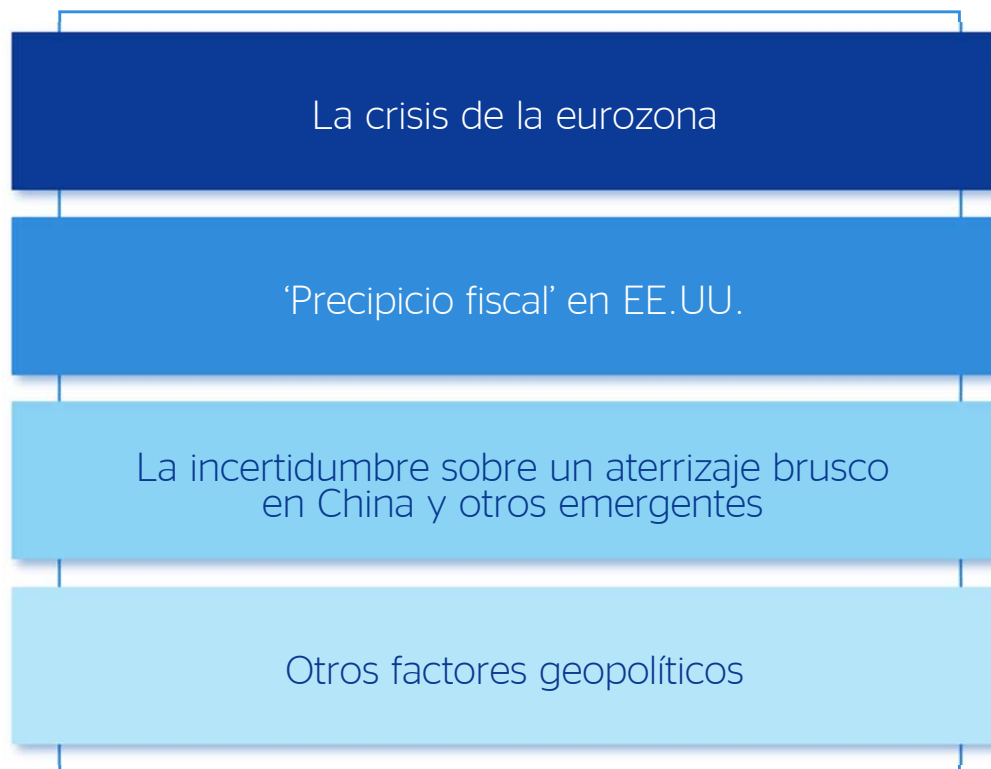 La crisis de la eurozona
‘Precipicio fiscal’ en EE.UU.
La incertidumbre sobre un aterrizaje brusco
en China y otros emergentes
Otros factores geopolíticos